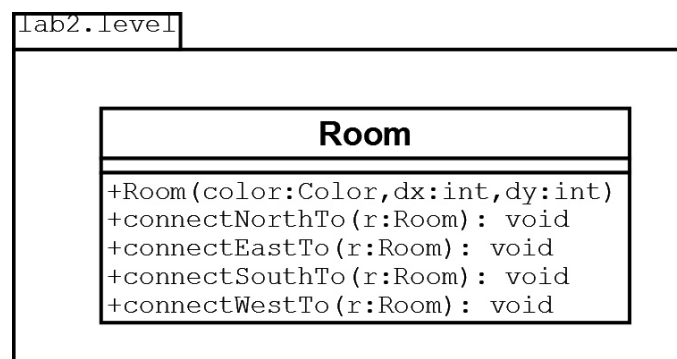 lab2.level
Room
+Room(color:Color,dx:int,dy:int)
+connectNorthTo(r:Room): void
+connectEastTo(r:Room): void
+connectSouthTo(r:Room): void
+connectWestTo(r:Room): void